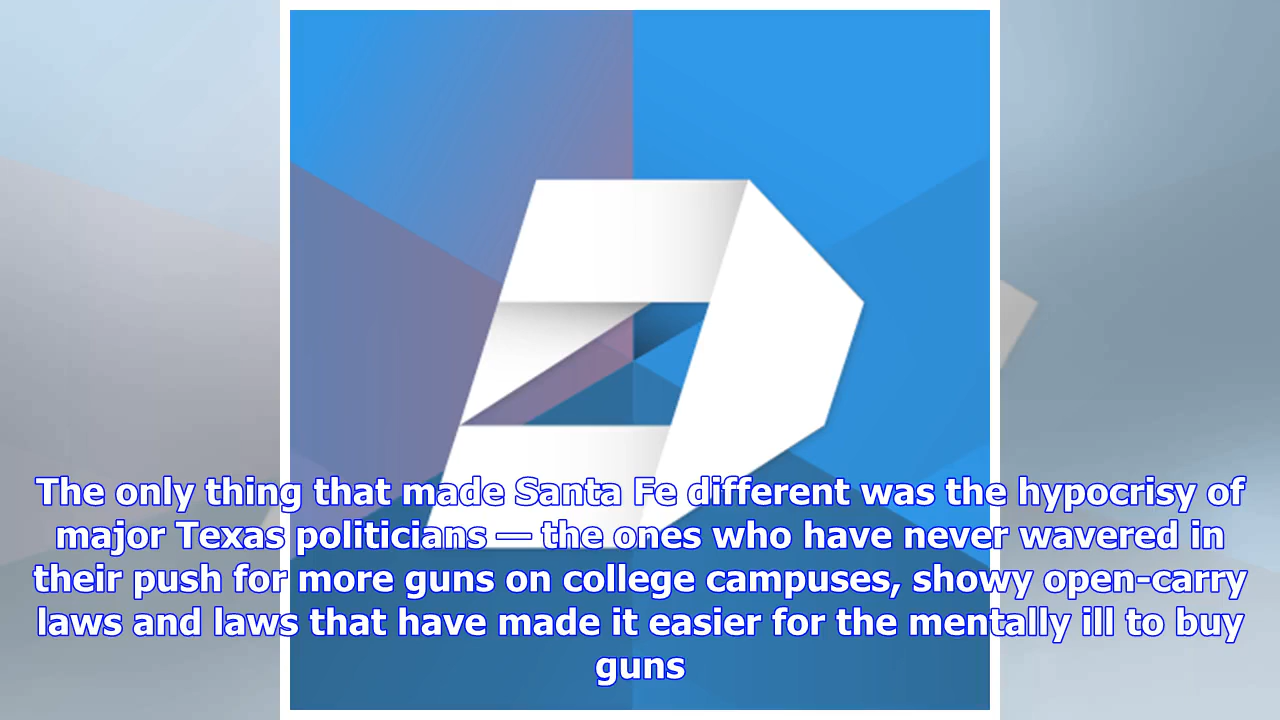 The only thing that made Santa Fe different was the hypocrisy of
major Texas politicians — the ones who have never wavered in
their push for more guns on college campuses, showy open-carry
laws and laws that have made it easier for the mentally ill to buy
guns